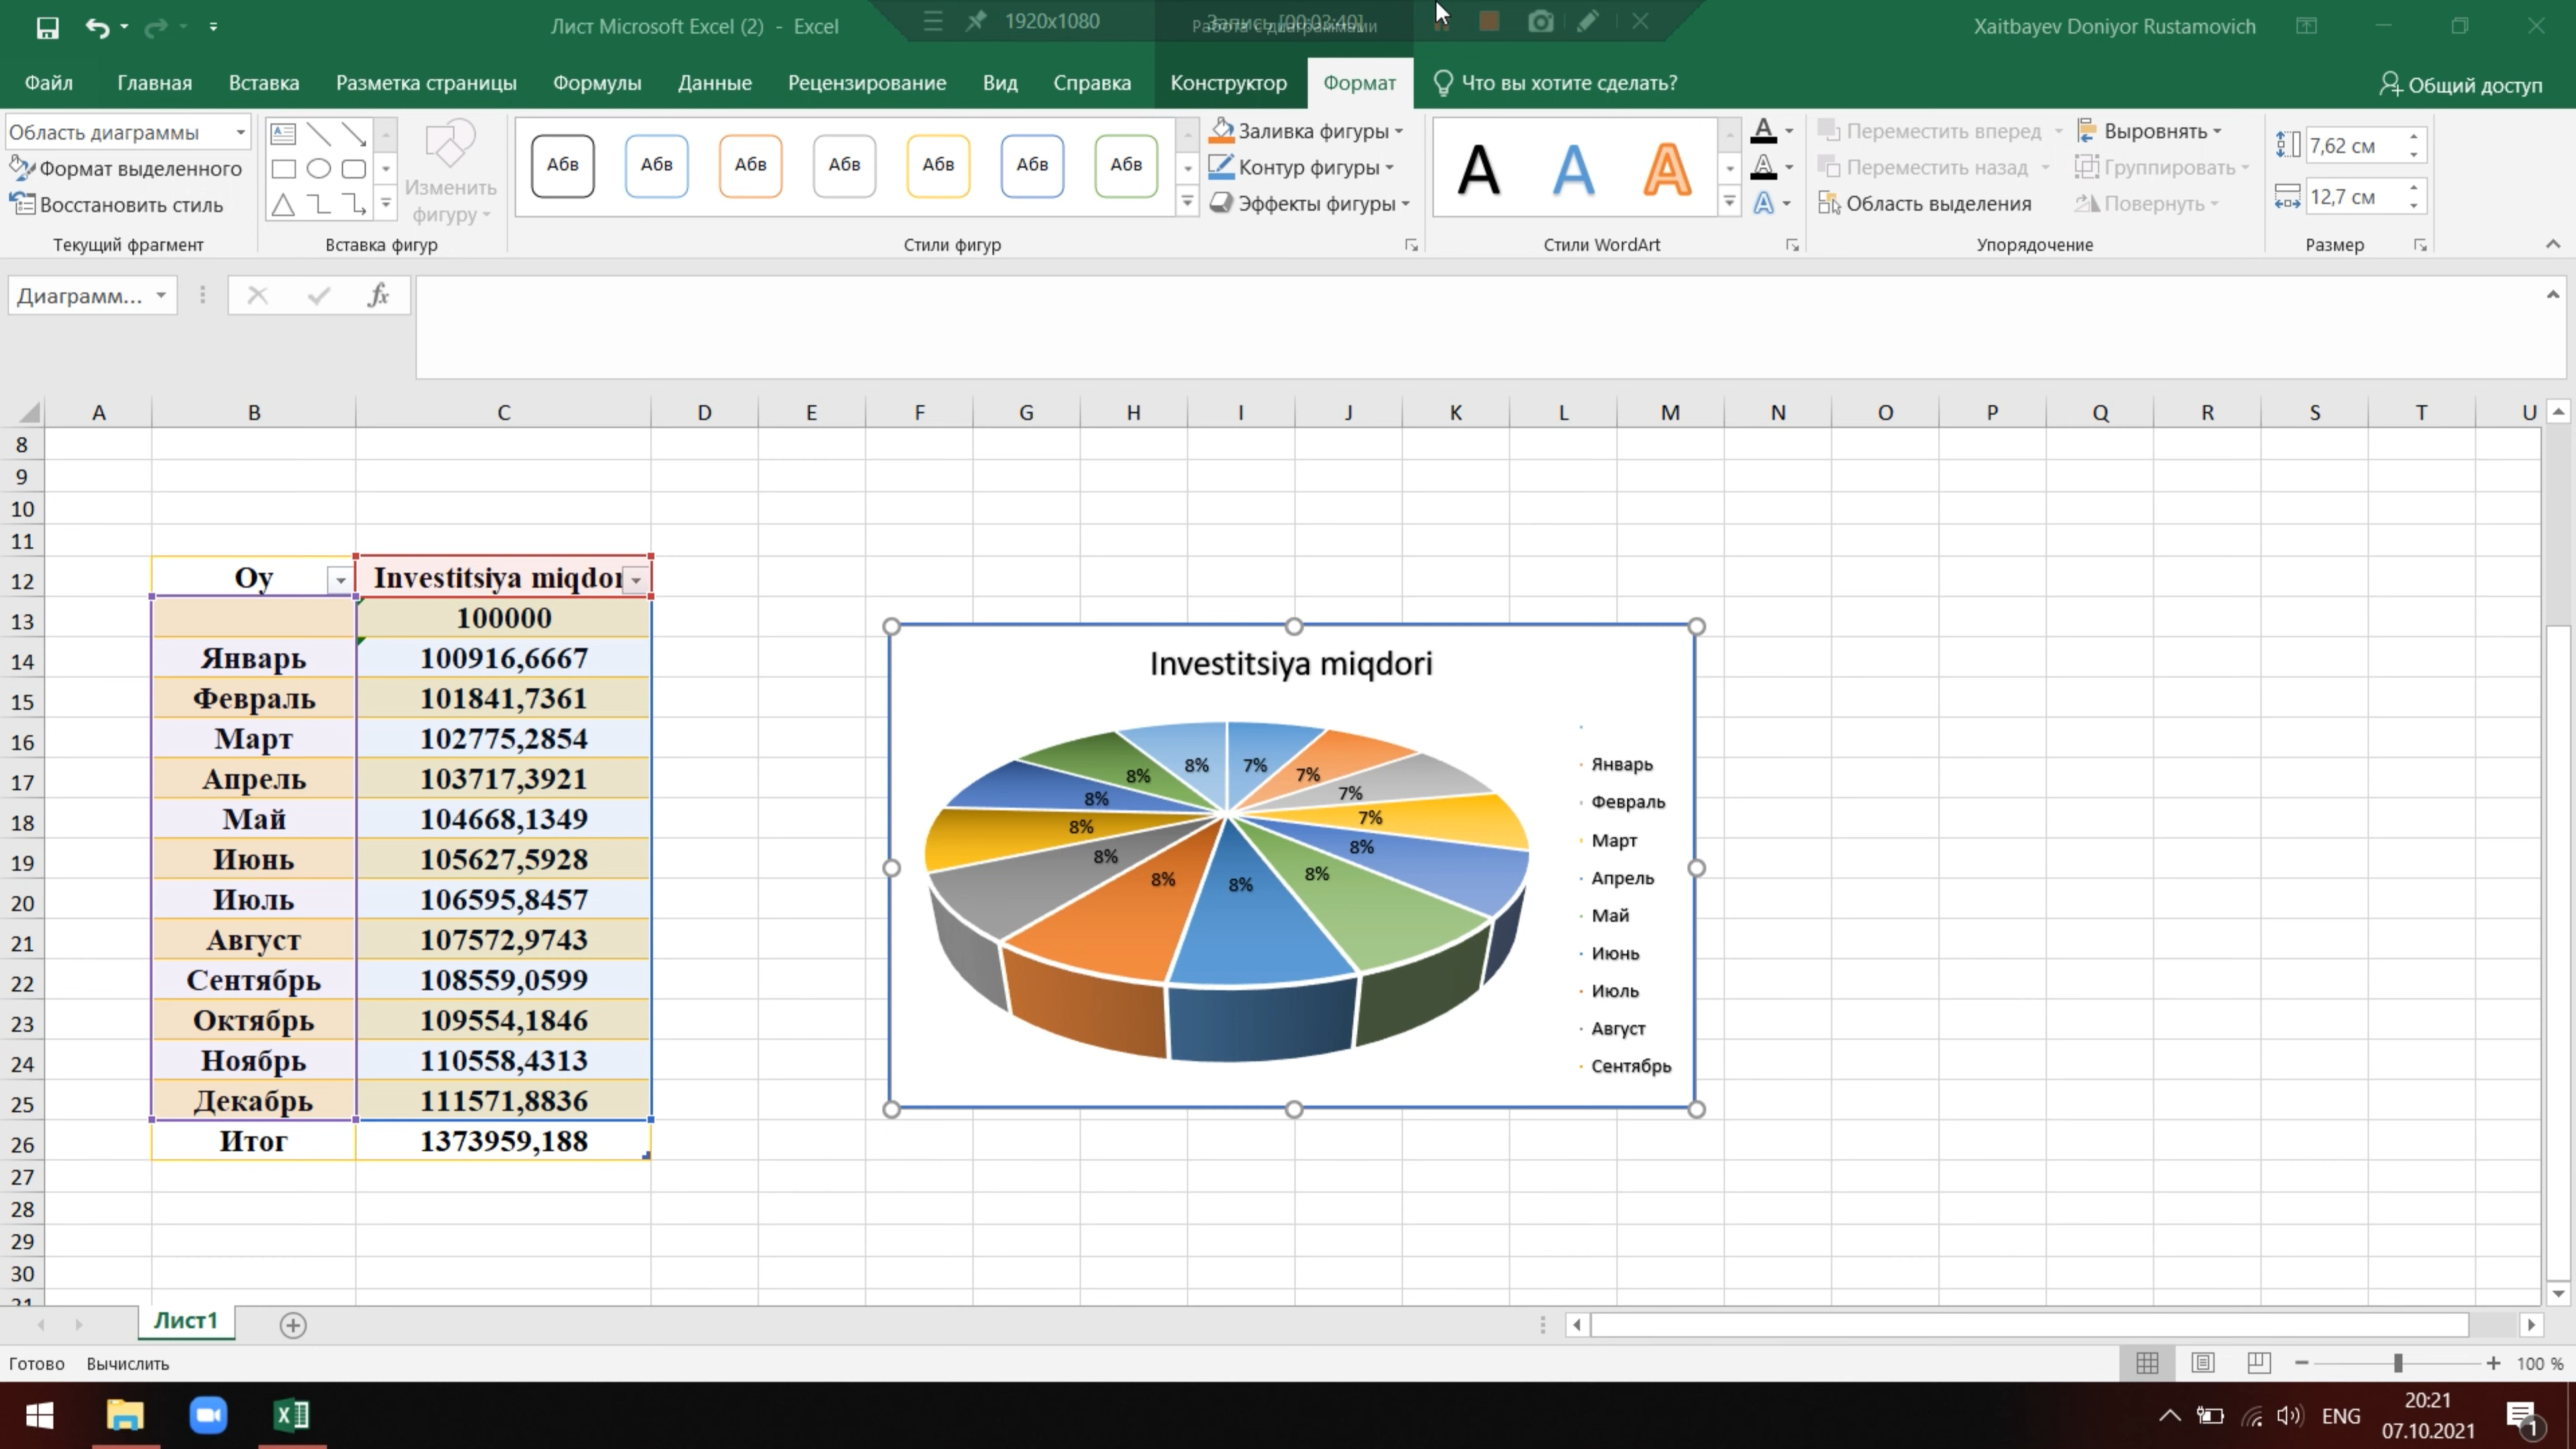 Лист Microsoft Excel (2) - Excel
1920x1080
Запись [00:03:40]
Работа с диаграммами
Xaitbayev Doniyor Rustamovich
Файл Главная Вставка Разметка страницы Формулы Данные Рецензирование Вид Справка Конструктор Формат Что вы хотите сделать? Общий доступ
Область диаграммы
Формат выделенного
Восстановить стиль
Текущий фрагмент
Изменить
фигуру
Вставка фигур
Абв Абв Абв Абв Абв Абв Абв
Стили фигур
Заливка фигуры
Контур фигуры
Эффекты фигуры
A A A
Стили WordArt
A
A
A
Переместить вперед
Переместить назад
Область выделения
Выровнять
Группировать
Повернуть
Упорядочение
7,62 см
12,7 см
Размер
Диаграмм...
fx
A B C D E F G H I J K L M N O P Q R S T U
8
9
10
11
12 Oy Investitsiya miqdor
13 100000
14 Январь 100916,6667
15 Февраль 101841,7361
16 Март 102775,2854
17 Апрель 103717,3921
18 Май 104668,1349
19 Июнь 105627,5928
20 Июль 106595,8457
21 Август 107572,9743
22 Сентябрь 108559,0599
23 Октябрь 109554,1846
24 Ноябрь 110558,4313
25 Декабрь 111571,8836
26 Итог 1373959,188
27
28
29
30
Investitsiya miqdori
8% 8% 7% 7%
8% 7%
8% 7%
8% 8%
8% 8% 8%
Январь
Февраль
Март
Апрель
Май
Июнь
Июль
Август
Сентябрь
Лист1
Готово Вычислить
100 %
ENG
20:21
07.10.2021
1